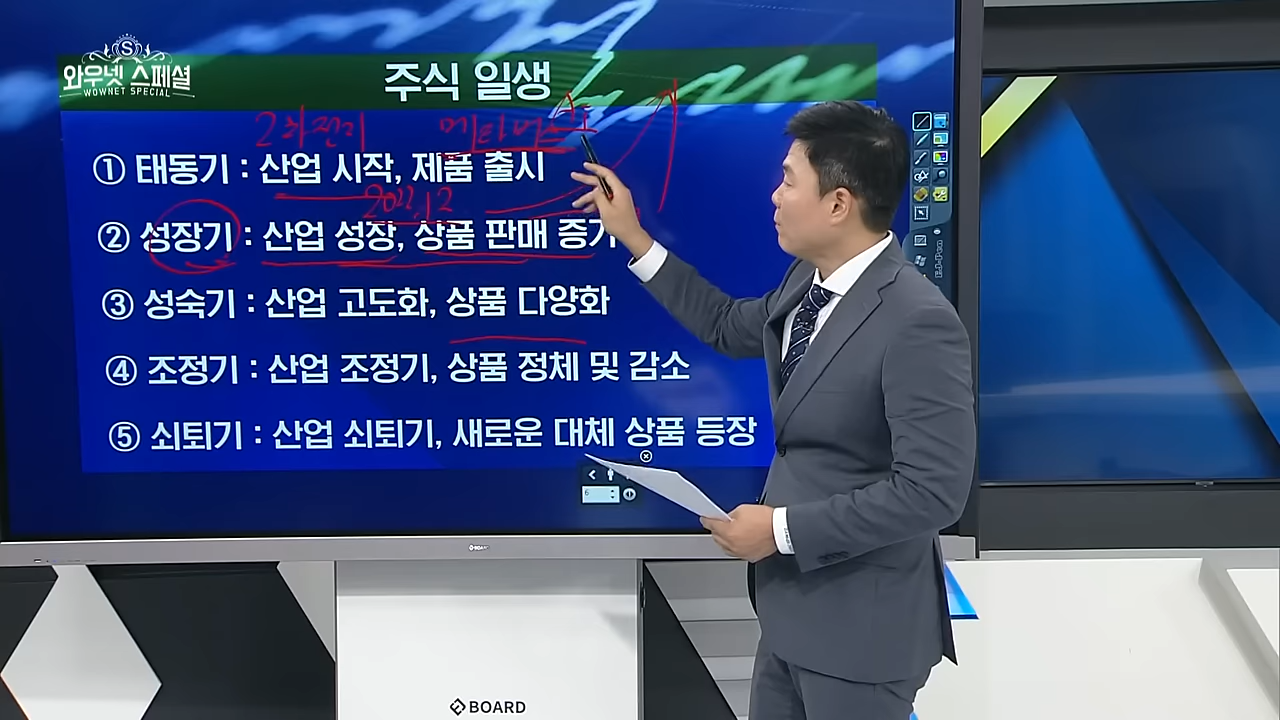 S
와우넷 스페셜
WOWNET SPECIAL
주식 일생
2차전지 메타버스 AI
① 태동기 : 산업 시작, 제품 출시
2022.12
② 성장기 : 산업 성장, 상품 판매 증가
③ 성숙기 : 산업 고도화, 상품 다양화
④ 조정기 : 산업 조정기, 상품 정체 및 감소
⑤ 쇠퇴기 : 산업 쇠퇴기, 새로운 대체 상품 등장
6
BOARD